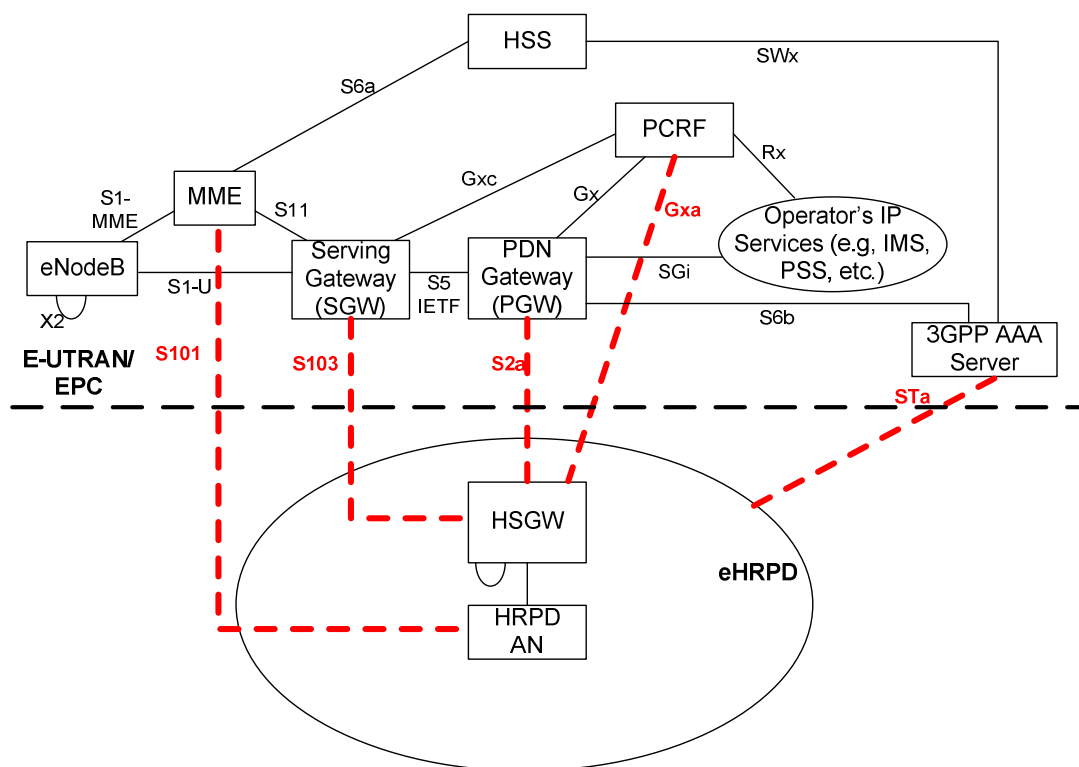 HSS
SWx
S6a
PCRF
Rx
Gxc
MME
S1-
MME
S11
Gx
Gxa
Operator's IP
Services (e.g, IMS,
PSS, etc.)
eNodeB
Serving
Gateway
(SGW)
PDN
Gateway
(PGW)
S1-U
S5
IETF
SGi
X2
S6b
3GPP AAA
Server
E-UTRAN/
EPC
S101
S103
S2a
STa
HSGW
eHRPD
HRPD
AN